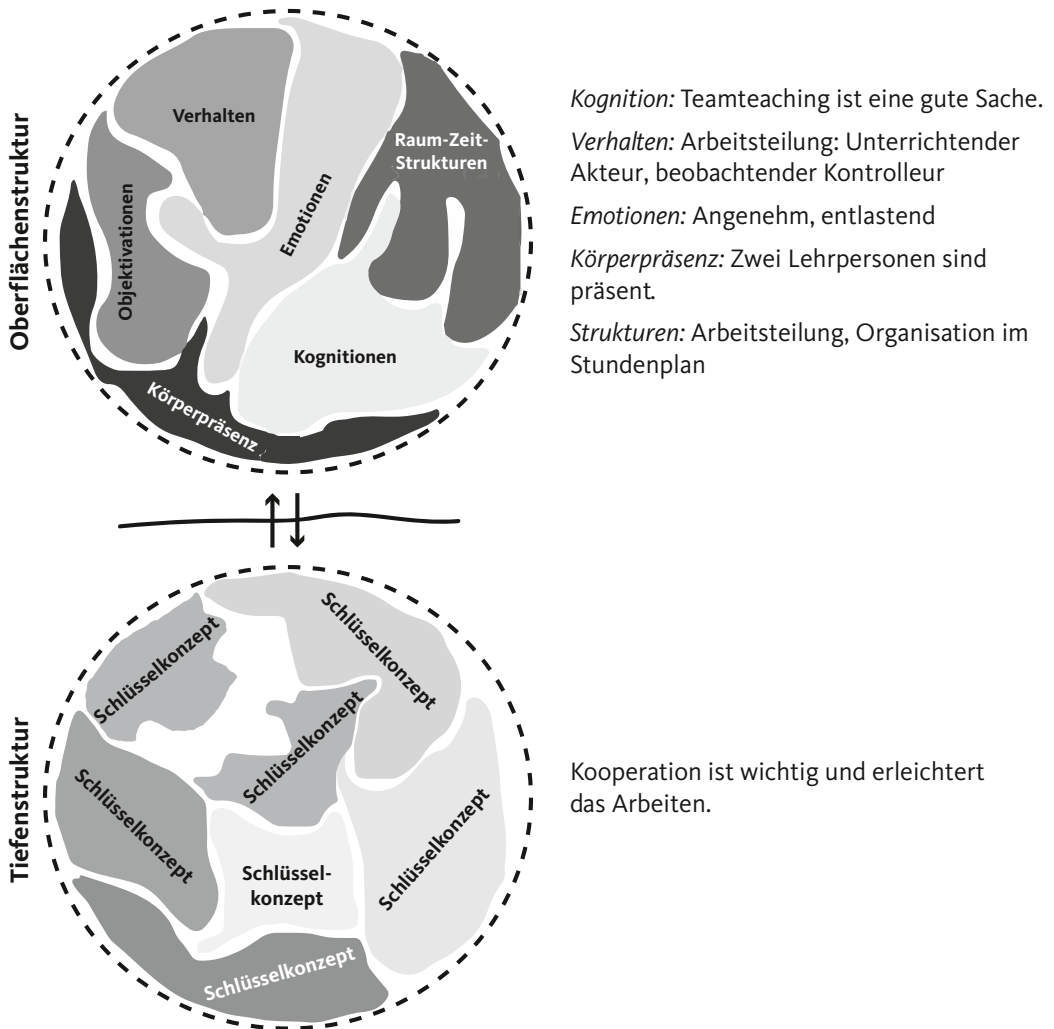 Oberflächenstruktur
Verhalten
Emotionen
Raum-Zeit-
Strukturen
Objektivationen
Kognitionen
Körperpräsenz
Kognition: Teamteaching ist eine gute Sache.
Verhalten: Arbeitsteilung: Unterrichtender
Akteur, beobachtender Kontrolleur
Emotionen: Angenehm, entlastend
Körperpräsenz: Zwei Lehrpersonen sind
präsent.
Strukturen: Arbeitsteilung, Organisation im
Stundenplan
Tiefenstruktur
Schlüsselkonzept
Schlüsselkonzept
Schlüsselkonzept
Schlüsselkonzept
Schlüsselkonzept
Schlüssel-
konzept
Schlüsselkonzept
Kooperation ist wichtig und erleichtert
das Arbeiten.